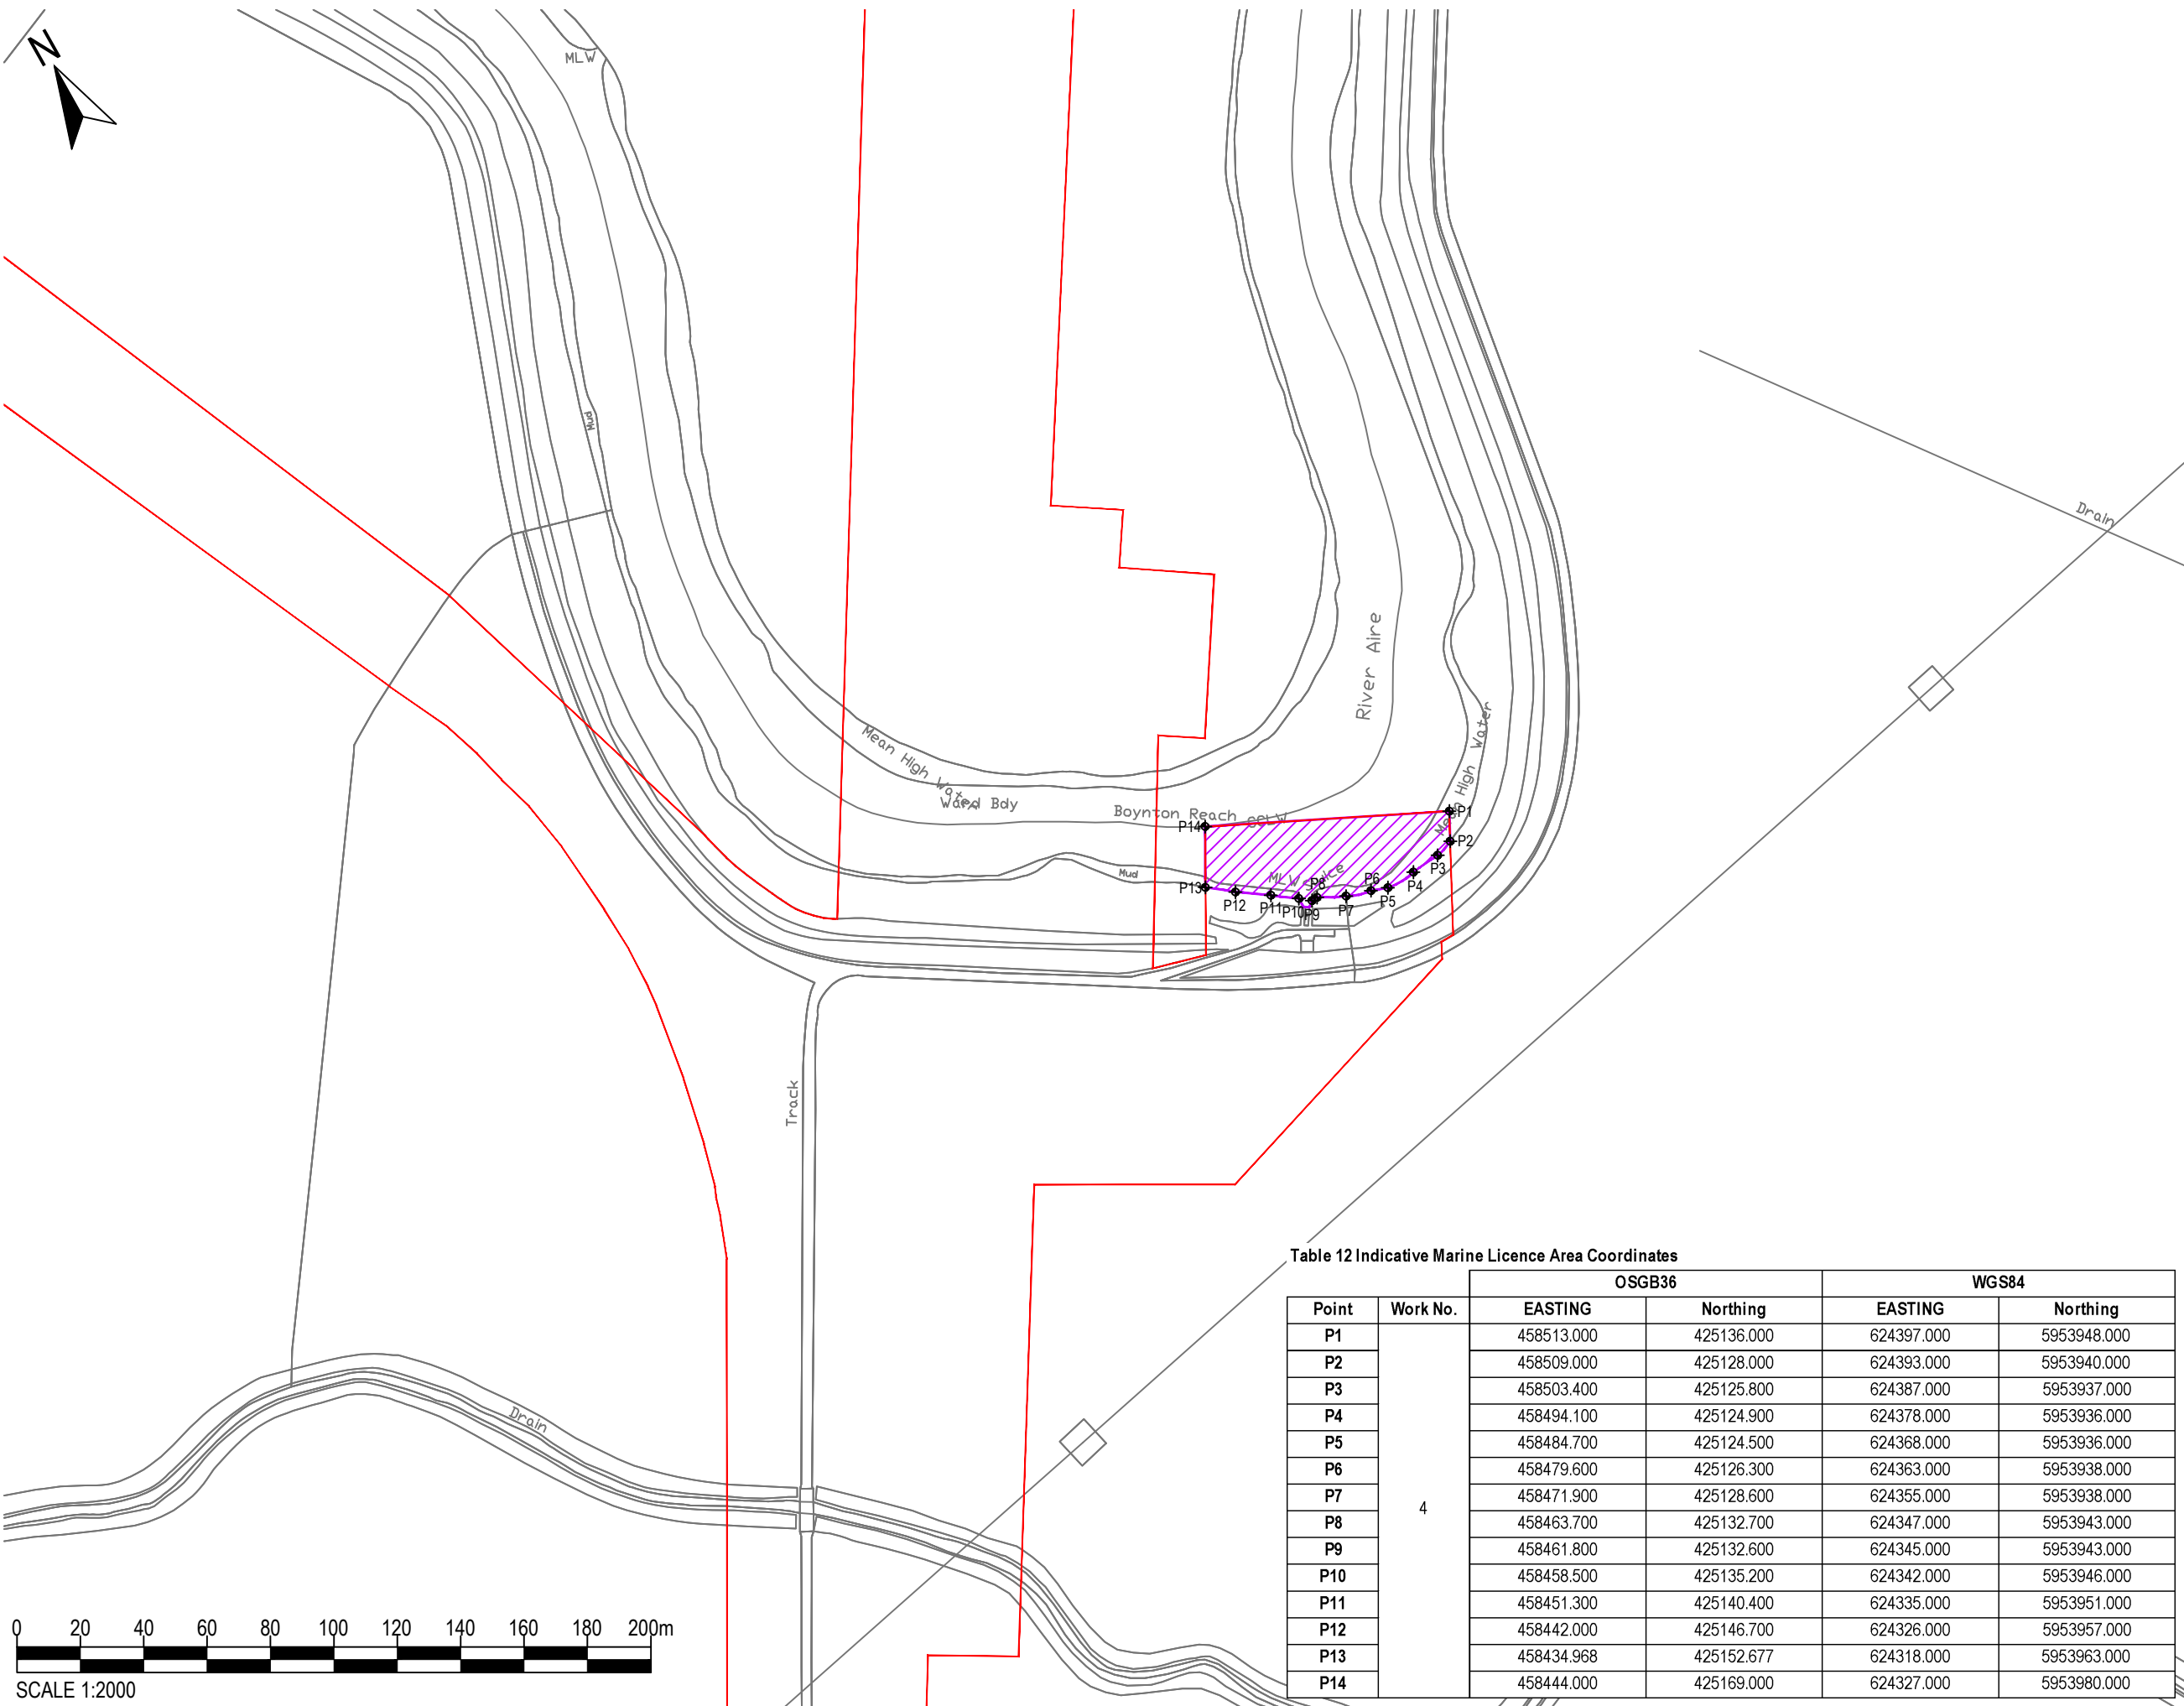 N
MLW
Mud
Drain
River Aire
Mean High Water
Mean High Water
Ward Bdy
Boynton Reach CCLW
P14
P1
P2
P3
P4
P5
P6
P7
P8
P9
P10
P11
P12
P13
MLW
Mud
Track
Drain
0 20 40 60 80 100 120 140 160 180 200m
SCALE 1:2000
Table 12 Indicative Marine Licence Area Coordinates
OSGB36 WGS84
Point Work No. EASTING Northing EASTING Northing
P1 458513.000 425136.000 624397.000 5953948.000
P2 458509.000 425128.000 624393.000 5953940.000
P3 458503.400 425125.800 624387.000 5953937.000
P4 458494.100 425124.900 624378.000 5953936.000
P5 458484.700 425124.500 624368.000 5953936.000
P6 458479.600 425126.300 624363.000 5953938.000
P7 458471.900 425128.600 624355.000 5953938.000
4
P8 458463.700 425132.700 624347.000 5953943.000
P9 458461.800 425132.600 624345.000 5953943.000
P10 458458.500 425135.200 624342.000 5953946.000
P11 458451.300 425140.400 624335.000 5953951.000
P12 458442.000 425146.700 624326.000 5953957.000
P13 458434.968 425152.677 624318.000 5953963.000
P14 458444.000 425169.000 624327.000 5953980.000